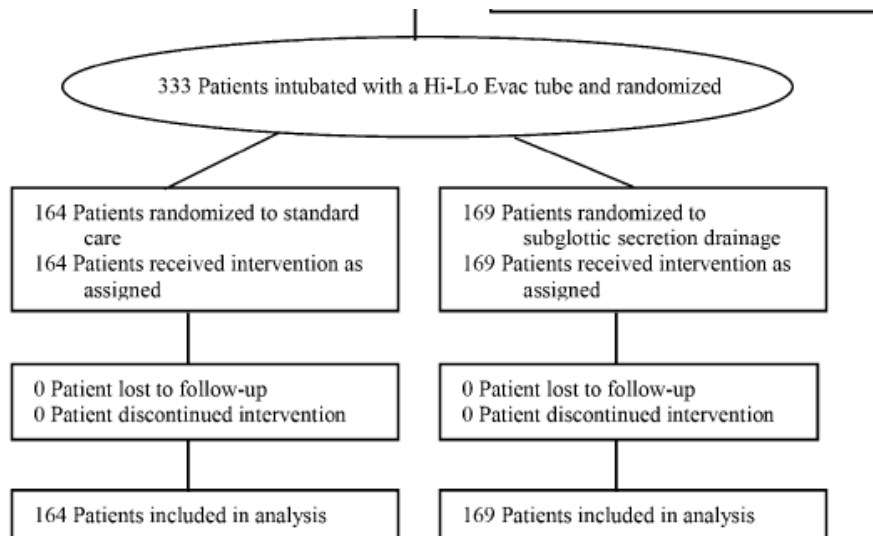 333 Patients intubated with a Hi-Lo Evac tube and randomized
164 Patients randomized to standard
care
164 Patients received intervention as
assigned
169 Patients randomized to
subglottic secretion drainage
169 Patients received intervention as
assigned
0 Patient lost to follow-up
0 Patient discontinued intervention
0 Patient lost to follow-up
0 Patient discontinued intervention
164 Patients included in analysis
169 Patients included in analysis